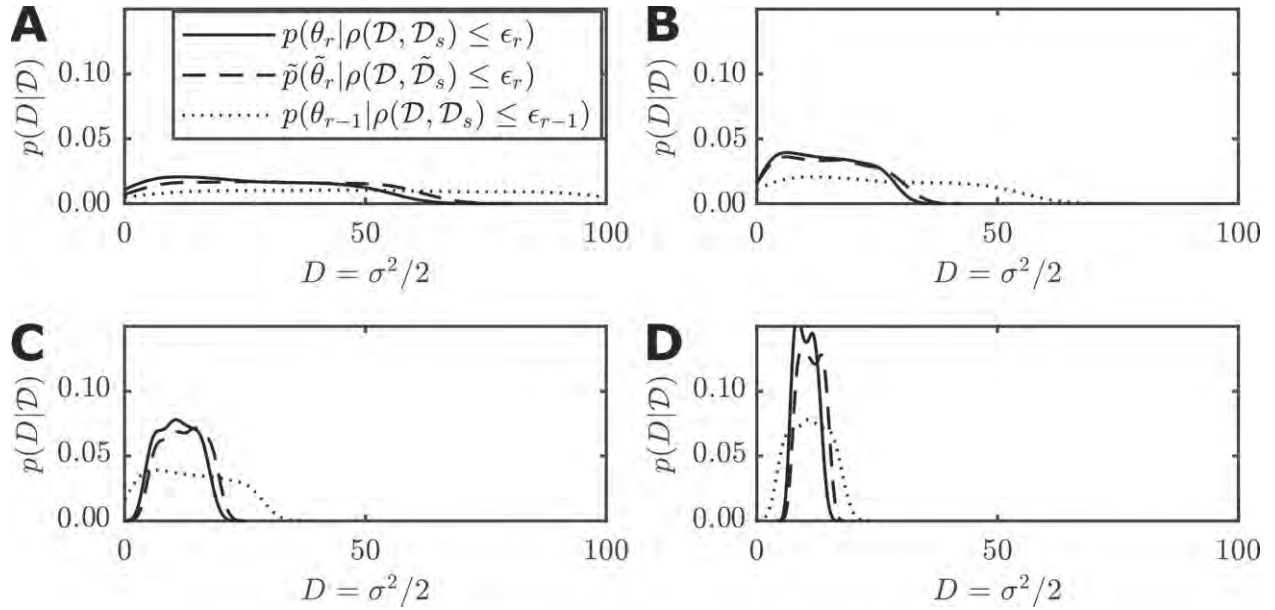 A
B
p(θ_r|ρ(𝒟, 𝒟_s) ≤ ϵ_r)
p̃(θ̃_r|ρ(𝒟, 𝒟̃_s) ≤ ϵ_r)
p(θ_{r−1}|ρ(𝒟, 𝒟_s) ≤ ϵ_{r−1})
p(D|𝒟)
0.10
0.05
0.00
0 50 100
D = σ²/2
p(D|𝒟)
0.10
0.05
0.00
0 50 100
D = σ²/2
C
D
p(D|𝒟)
0.10
0.05
0.00
0 50 100
D = σ²/2
p(D|𝒟)
0.10
0.05
0.00
0 50 100
D = σ²/2